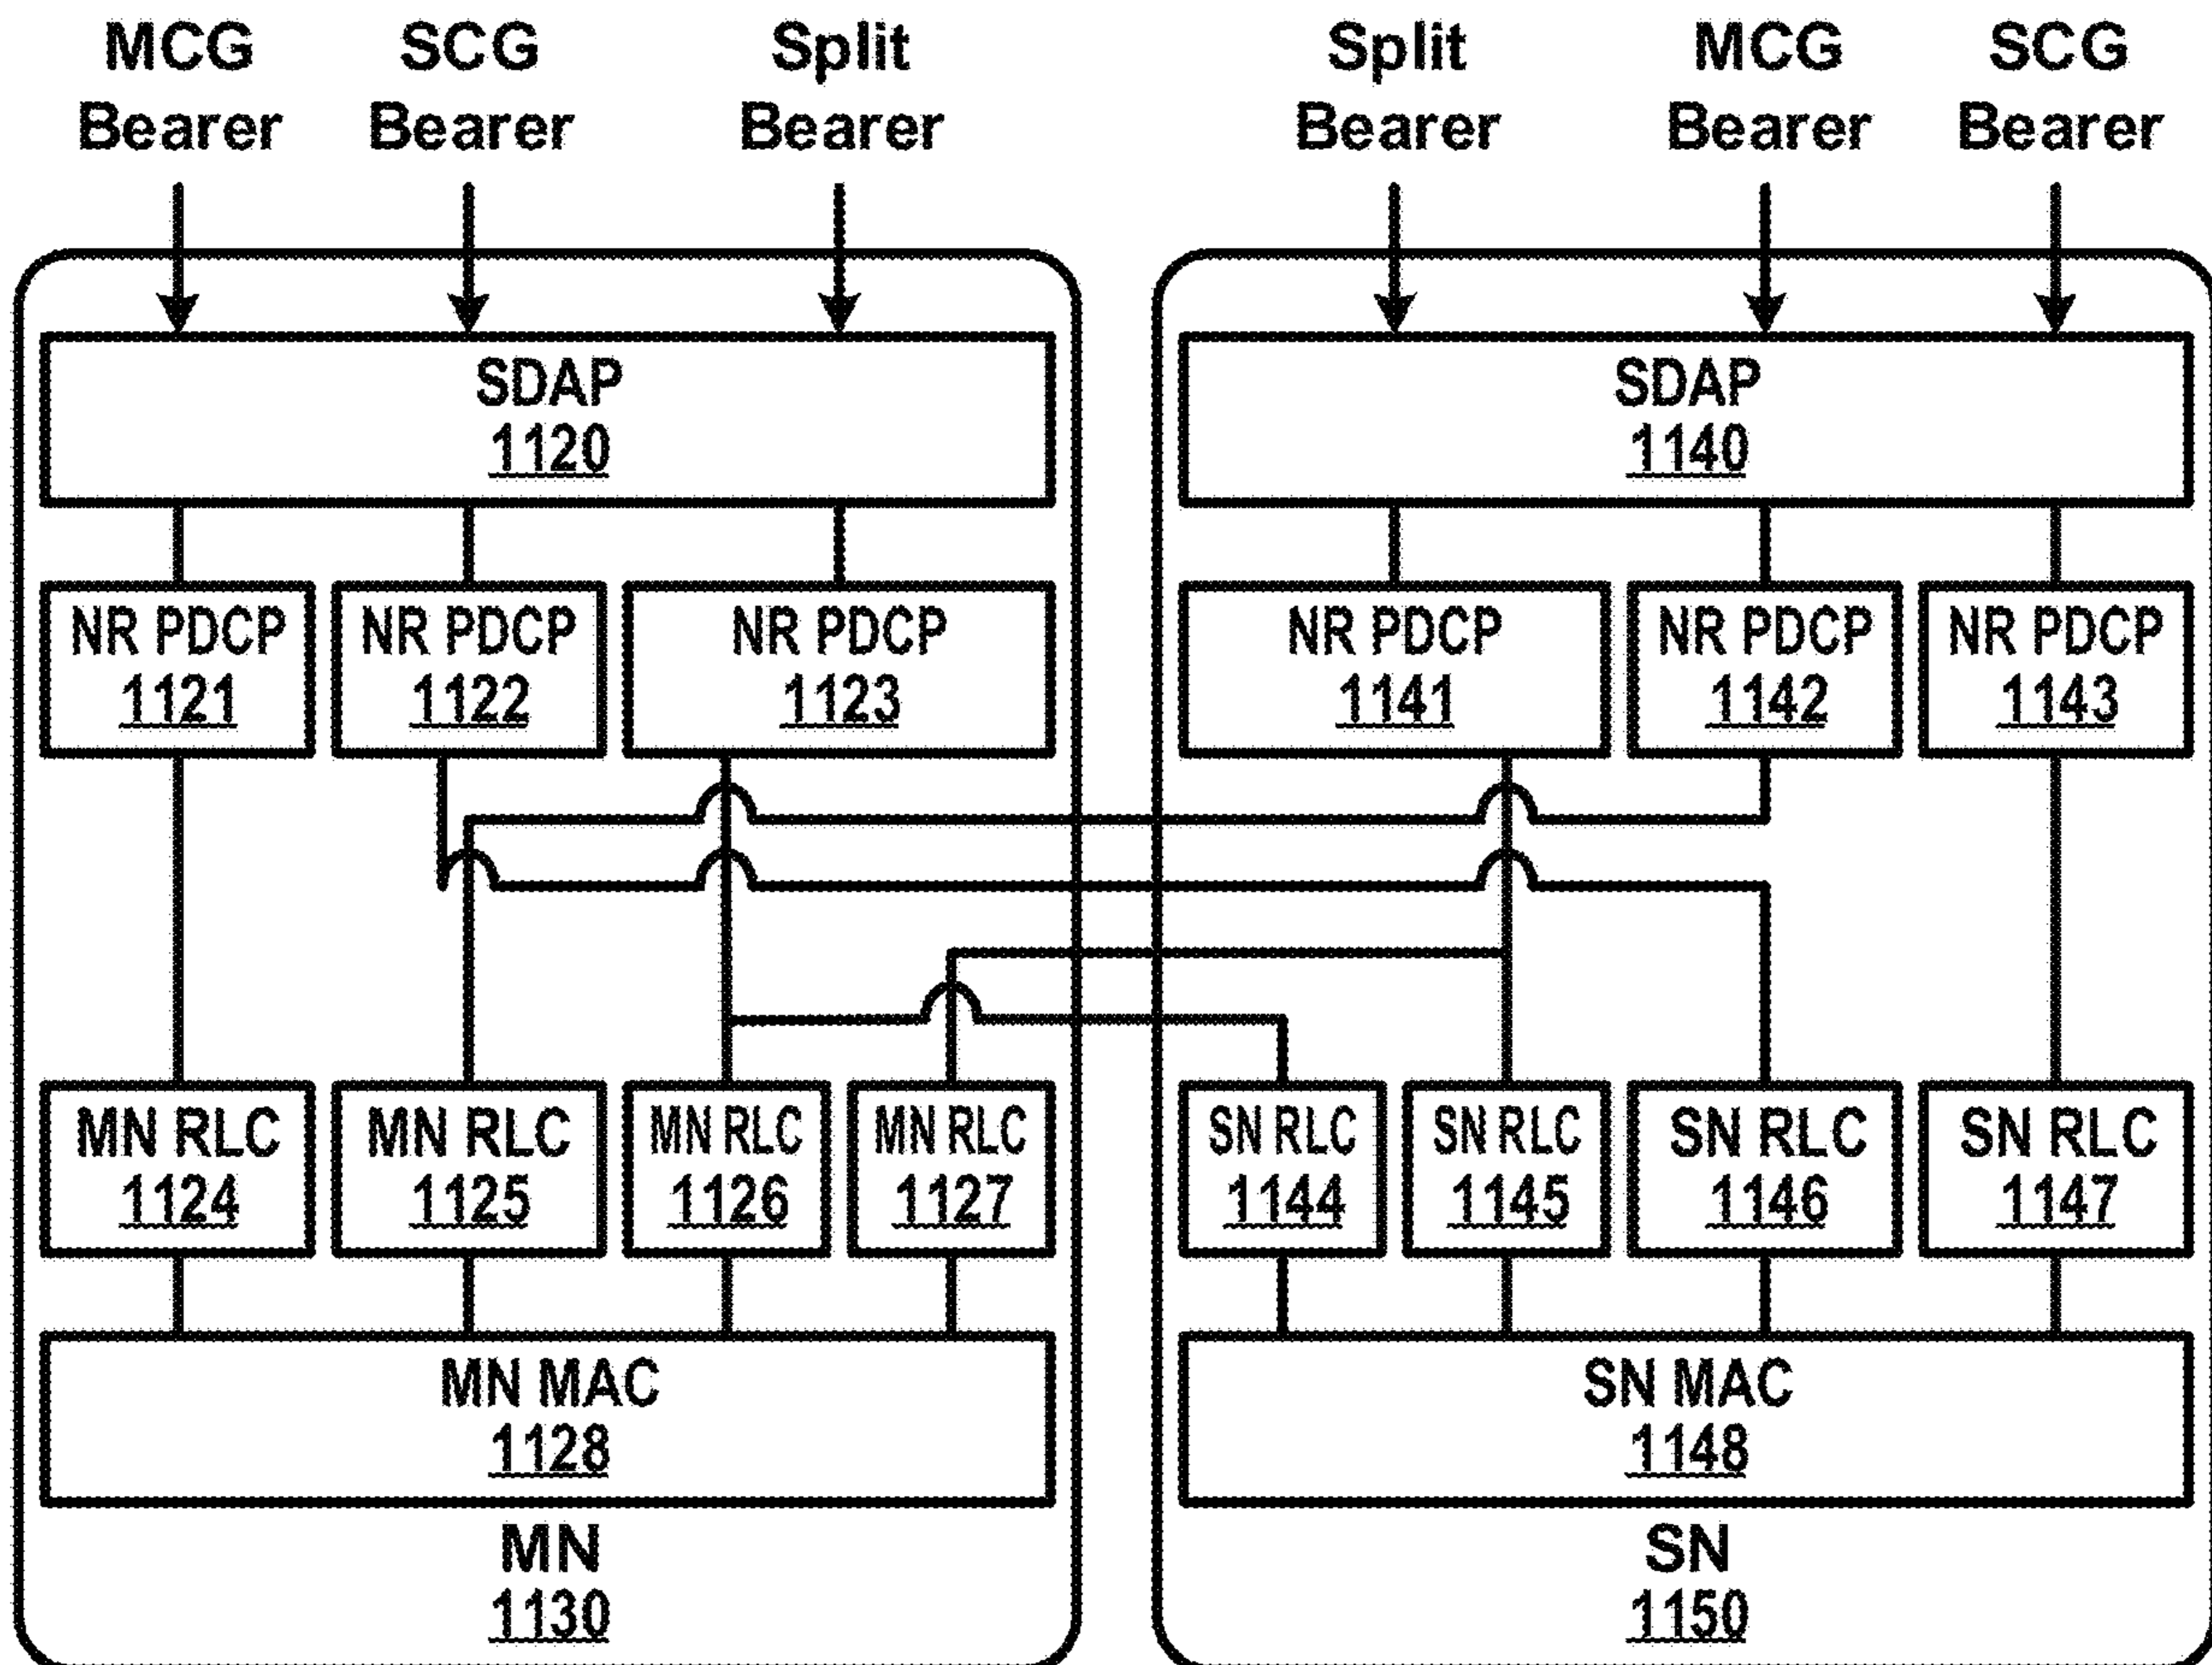 MCG Bearer
SCG Bearer
Split Bearer
Split Bearer
MCG Bearer
SCG Bearer
SDAP
1120
SDAP
1140
NR PDCP
1121
NR PDCP
1122
NR PDCP
1123
NR PDCP
1141
NR PDCP
1142
NR PDCP
1143
MN RLC
1124
MN RLC
1125
MN RLC
1126
MN RLC
1127
SN RLC
1144
SN RLC
1145
SN RLC
1146
SN RLC
1147
MN MAC
1128
SN MAC
1148
MN
1130
SN
1150